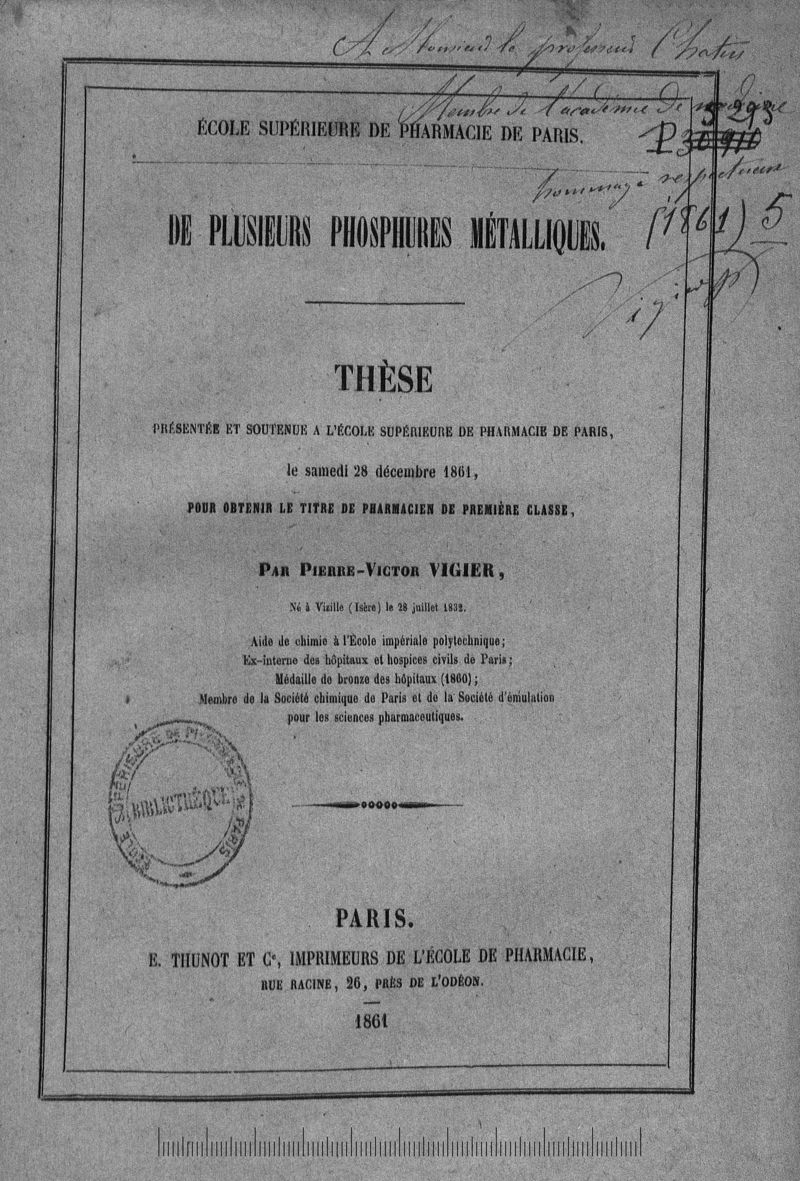 A Monsieur le professeur Chatin
Membre de l'académie de médecine
hommage respectueux
Vigier P
5 293
P 30 910
(1861) 5
ÉCOLE SUPÉRIEURE DE PHARMACIE DE PARIS.
DE PLUSIEURS PHOSPHURES MÉTALLIQUES.
THÈSE
PRÉSENTÉE ET SOUTENUE A L'ÉCOLE SUPÉRIEURE DE PHARMACIE DE PARIS,
le samedi 28 décembre 1861,
POUR OBTENIR LE TITRE DE PHARMACIEN DE PREMIÈRE CLASSE,
PAR PIERRE-VICTOR VIGIER,
Né à Vizille (Isère) le 28 juillet 1832.
Aide de chimie à l'École impériale polytechnique;
Ex-interne des hôpitaux et hospices civils de Paris;
Médaille de bronze des hôpitaux (1860);
Membre de la Société chimique de Paris et de la Société d'émulation
pour les sciences pharmaceutiques.
ÉCOLE SUPÉRIEURE DE PHARMACIE DE PARIS
BIBLIOTHÈQUE
PARIS.
E. THUNOT ET Ce, IMPRIMEURS DE L'ÉCOLE DE PHARMACIE,
RUE RACINE, 26, PRÈS DE L'ODÉON.
1861